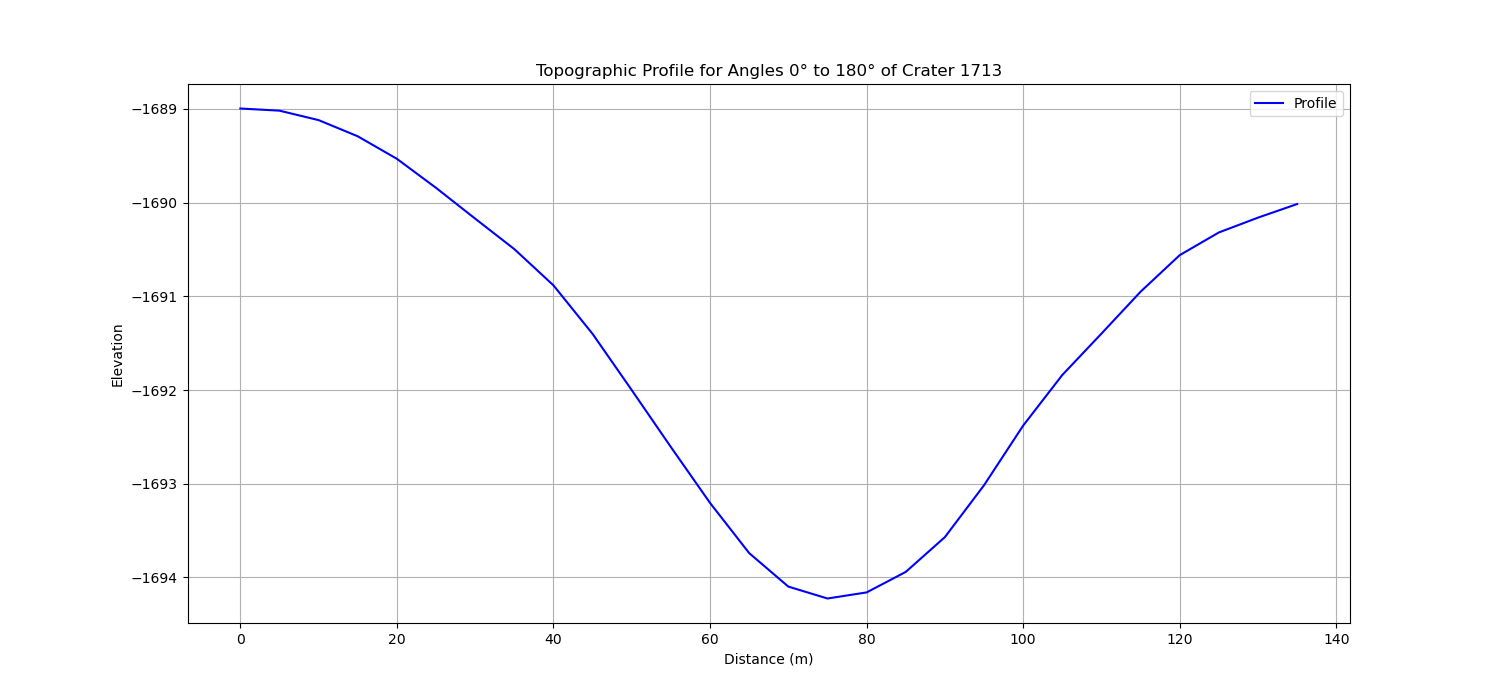 Topographic Profile for Angles 0° to 180° of Crater 1713
Profile
−1689
−1690
−1691
−1692
−1693
−1694
Elevation
0 20 40 60 80 100 120 140
Distance (m)